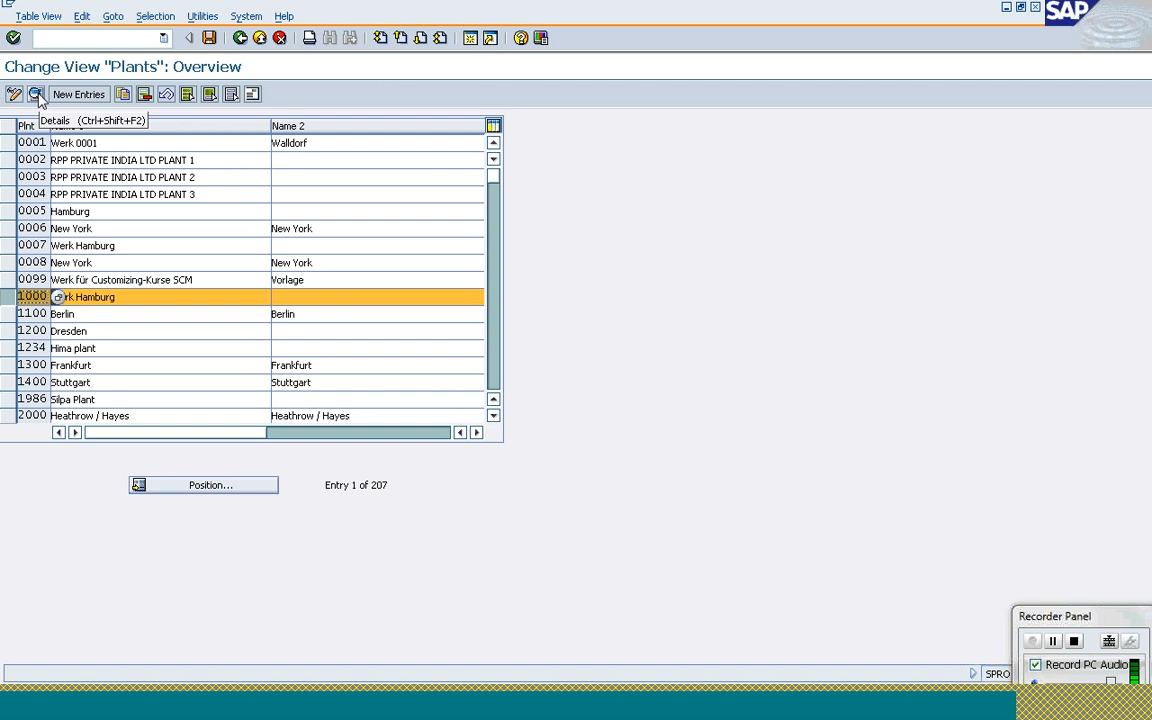 Table View Edit Goto Selection Utilities System Help
SAP
Change View "Plants": Overview
New Entries
Details (Ctrl+Shift+F2)
Plnt Name 2
0001 Werk 0001 Walldorf
0002 RPP PRIVATE INDIA LTD PLANT 1
0003 RPP PRIVATE INDIA LTD PLANT 2
0004 RPP PRIVATE INDIA LTD PLANT 3
0005 Hamburg
0006 New York New York
0007 Werk Hamburg
0008 New York New York
0099 Werk für Customizing-Kurse SCM Vorlage
1000 rk Hamburg
1100 Berlin Berlin
1200 Dresden
1234 Hima plant
1300 Frankfurt Frankfurt
1400 Stuttgart Stuttgart
1986 Silpa Plant
2000 Heathrow / Hayes Heathrow / Hayes
Position... Entry 1 of 207
Recorder Panel
Record PC Audio
SPRO